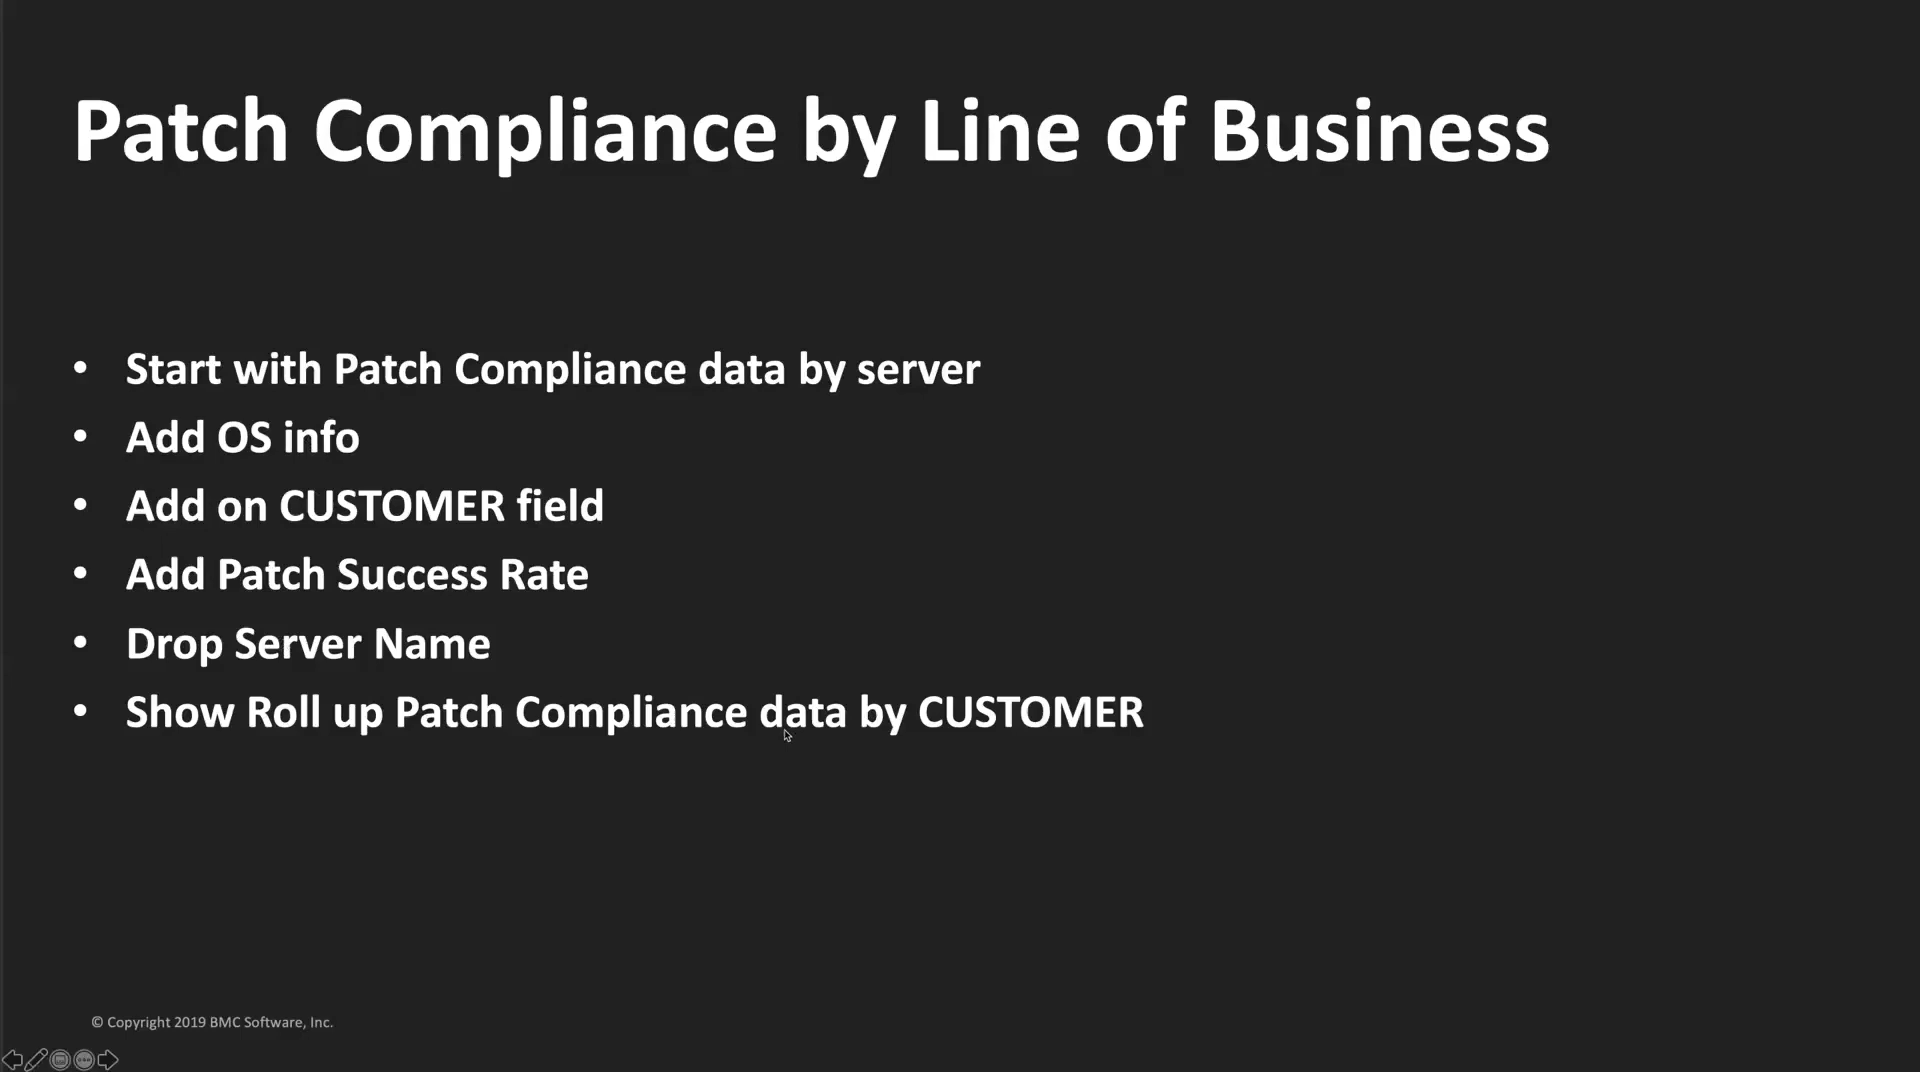 Patch Compliance by Line of Business
• Start with Patch Compliance data by server
• Add OS info
• Add on CUSTOMER field
• Add Patch Success Rate
• Drop Server Name
• Show Roll up Patch Compliance data by CUSTOMER
© Copyright 2019 BMC Software, Inc.